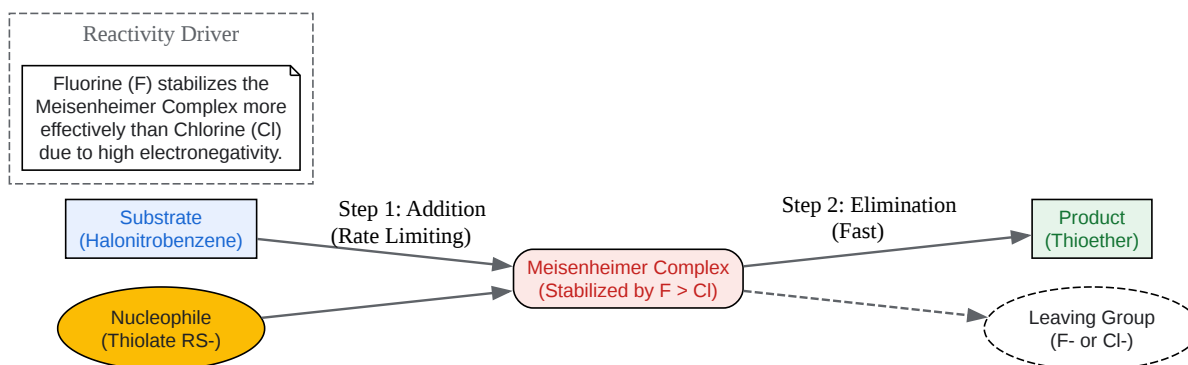 Reactivity Driver
Fluorine (F) stabilizes the
Meisenheimer Complex more
effectively than Chlorine (Cl)
due to high electronegativity.
Substrate
(Halonitrobenzene)
Nucleophile
(Thiolate RS-)
Step 1: Addition
(Rate Limiting)
Meisenheimer Complex
(Stabilized by F > Cl)
Step 2: Elimination
(Fast)
Product
(Thioether)
Leaving Group
(F- or Cl-)